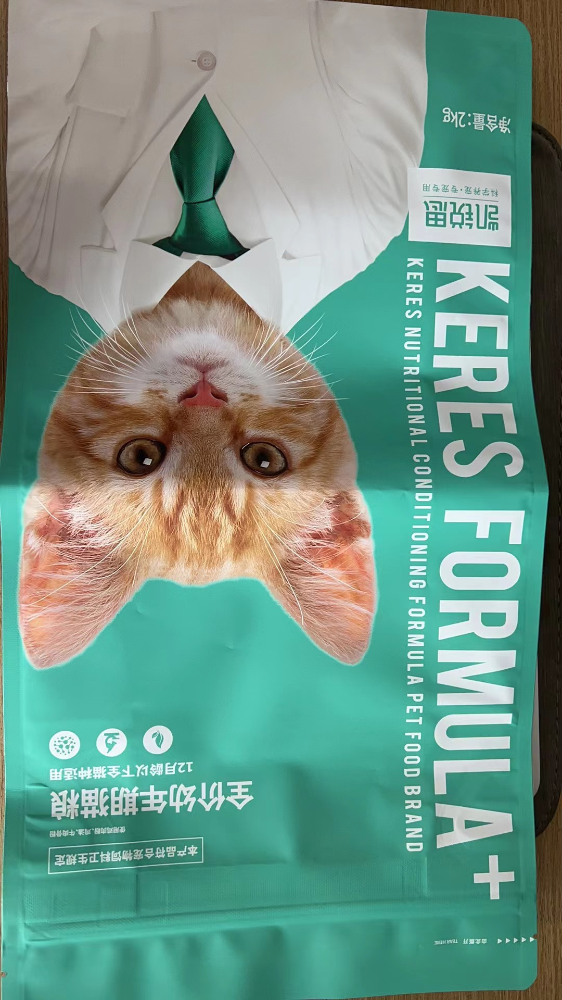 本产品符合宠物饲料卫生规定
使用鸡肉粉、鸡油、牛肉骨粉
全价幼年期猫粮
12月龄以下全猫种适用
KERES FORMULA+
KERES NUTRITIONAL CONDITIONING FORMULA PET FOOD BRAND
凯锐思
科学养宠·专宠专用
净含量:2kg
由此撕开 TEAR HERE